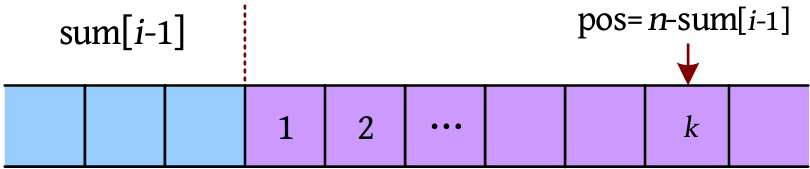 sum[i-1]
pos=n-sum[i-1]
1 2 ... k